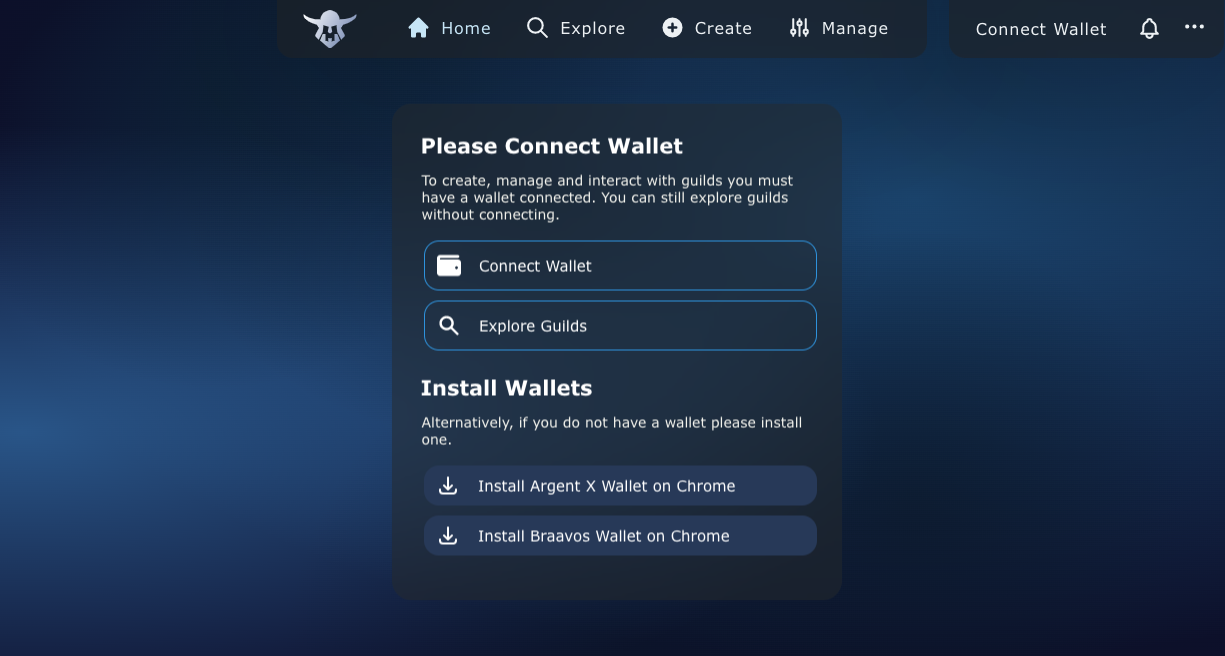 Home
Explore
Create
Manage
Connect Wallet
Please Connect Wallet
To create, manage and interact with guilds you must
have a wallet connected. You can still explore guilds
without connecting.
Connect Wallet
Explore Guilds
Install Wallets
Alternatively, if you do not have a wallet please install
one.
Install Argent X Wallet on Chrome
Install Braavos Wallet on Chrome